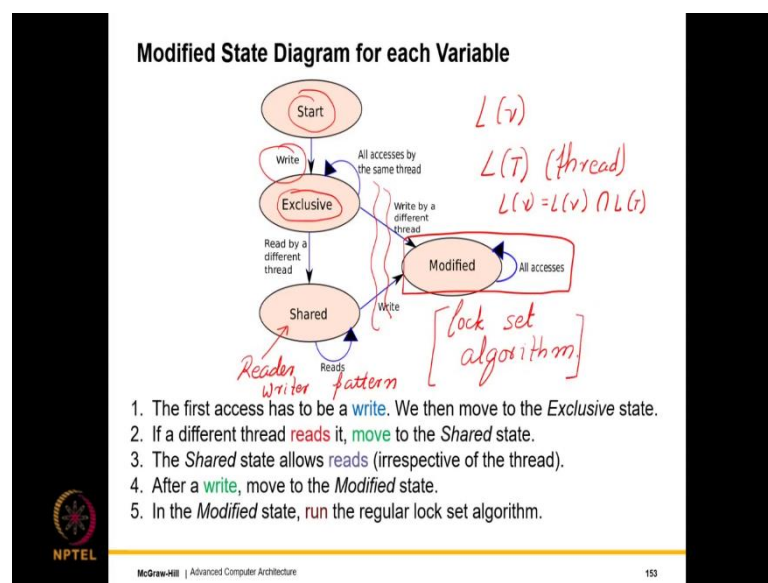 Modified State Diagram for each Variable
Start
Write
All accesses by
the same thread
Exclusive
Write by a
different
thread
Read by a
different
thread
Modified
All accesses
Shared
Write
Reads
L(v)
L(T) (thread)
L(v) = L(v) ∩ L(T)
[lock set
algorithm]
Reader
writer pattern
1. The first access has to be a write. We then move to the Exclusive state.
2. If a different thread reads it, move to the Shared state.
3. The Shared state allows reads (irrespective of the thread).
4. After a write, move to the Modified state.
5. In the Modified state, run the regular lock set algorithm.
NPTEL
McGraw-Hill | Advanced Computer Architecture
153